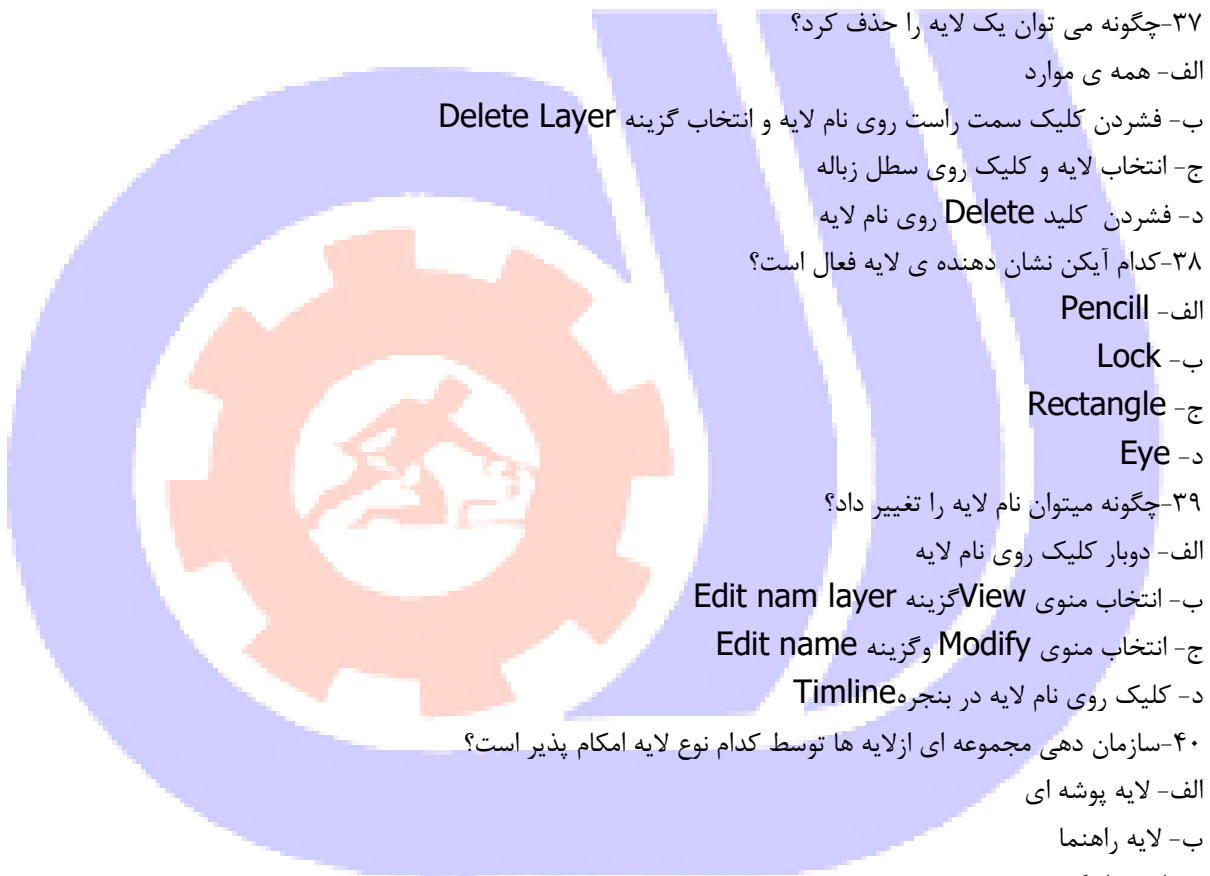 ۳۷-چگونه می توان یک لایه را حذف کرد؟
الف- همه ی موارد
ب- فشردن کلیک سمت راست روی نام لایه و انتخاب گزینه Delete Layer
ج- انتخاب لایه و کلیک روی سطل زباله
د- فشردن کلید Delete روی نام لایه
۳۸-کدام آیکن نشان دهنده ی لایه فعال است؟
الف- Pencill
ب- Lock
ج- Rectangle
د- Eye
۳۹-چگونه میتوان نام لایه را تغییر داد؟
الف- دوبار کلیک روی نام لایه
ب- انتخاب منوی Viewگزینه Edit nam layer
ج- انتخاب منوی Modify وگزینه Edit name
د- کلیک روی نام لایه در بنجرهTimline
۴۰-سازمان دهی مجموعه ای ازلایه ها توسط کدام نوع لایه امکام پذیر است؟
الف- لایه پوشه ای
ب- لایه راهنما